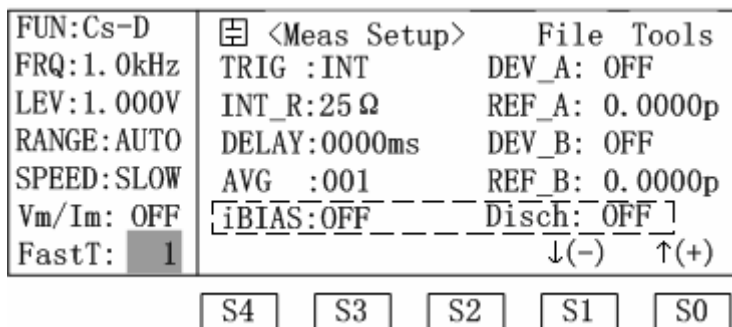 FUN:Cs-D
FRQ:1.0kHz
LEV:1.000V
RANGE:AUTO
SPEED:SLOW
Vm/Im: OFF
FastT: 1
<Meas Setup> File Tools
TRIG :INT DEV_A: OFF
INT_R:25Ω REF_A: 0.0000p
DELAY:0000ms DEV_B: OFF
AVG :001 REF_B: 0.0000p
iBIAS:OFF Disch: OFF
↓(-) ↑(+)
S4 S3 S2 S1 S0